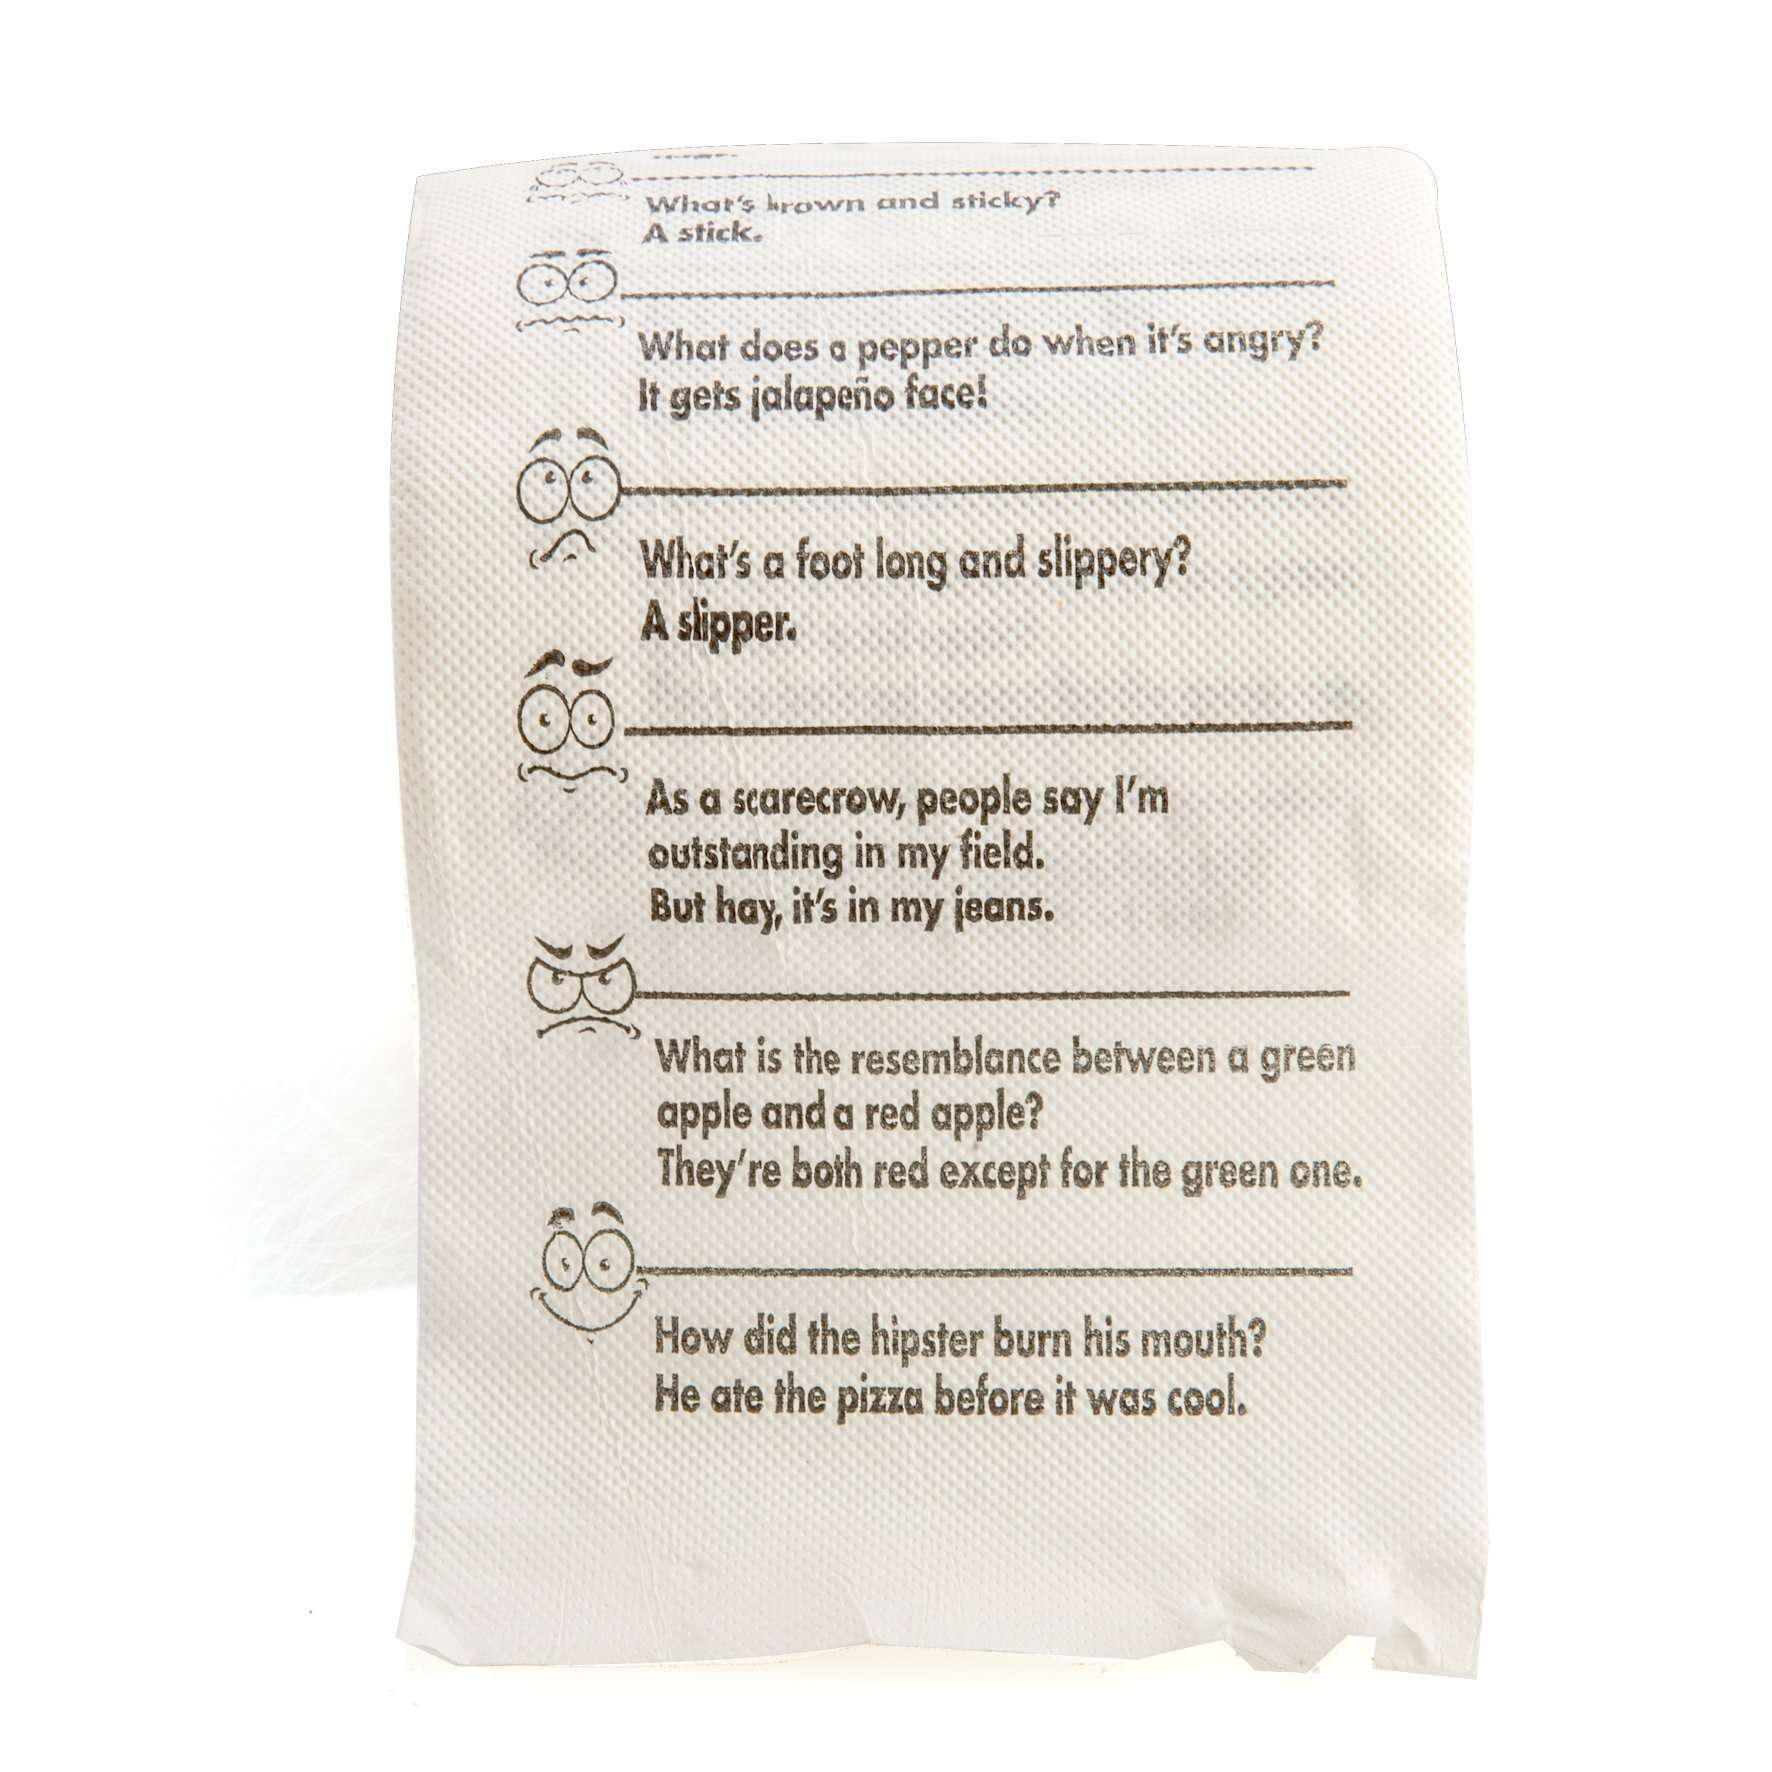 What's brown and sticky?
A stick.
What does a pepper do when it's angry?
It gets jalapeño face!
What's a foot long and slippery?
A slipper.
As a scarecrow, people say I'm
outstanding in my field.
But hay, it's in my jeans.
What is the resemblance between a green
apple and a red apple?
They're both red except for the green one.
How did the hipster burn his mouth?
He ate the pizza before it was cool.